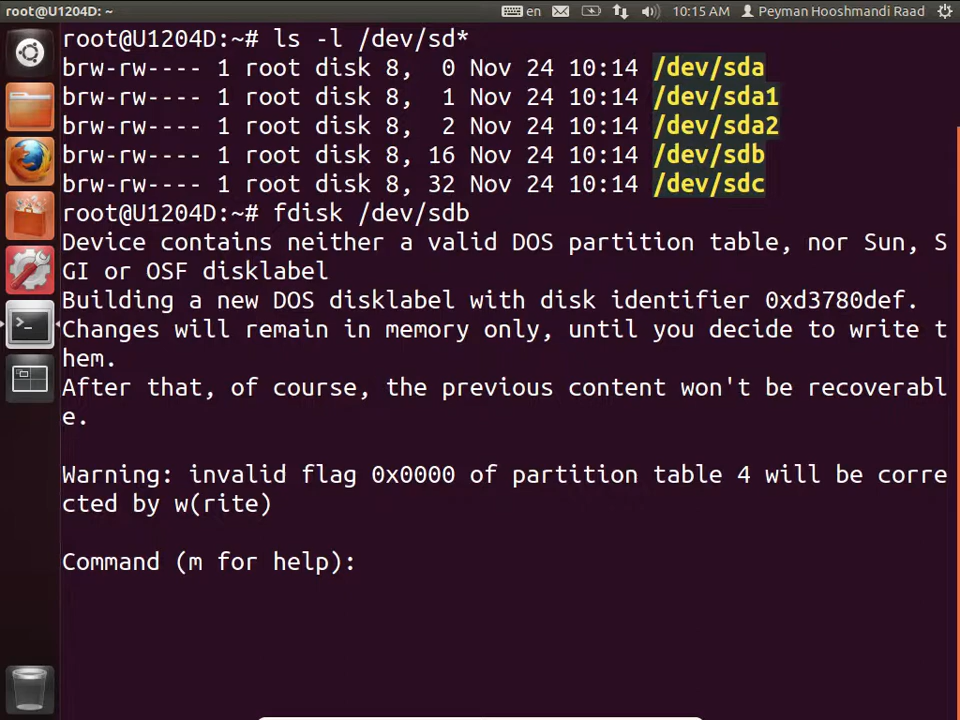 root@U1204D: ~
en
10:15 AM
Peyman Hooshmandi Raad
root@U1204D:~# ls -l /dev/sd*
brw-rw---- 1 root disk 8,  0 Nov 24 10:14 /dev/sda
brw-rw---- 1 root disk 8,  1 Nov 24 10:14 /dev/sda1
brw-rw---- 1 root disk 8,  2 Nov 24 10:14 /dev/sda2
brw-rw---- 1 root disk 8, 16 Nov 24 10:14 /dev/sdb
brw-rw---- 1 root disk 8, 32 Nov 24 10:14 /dev/sdc
root@U1204D:~# fdisk /dev/sdb
Device contains neither a valid DOS partition table, nor Sun, S
GI or OSF disklabel
Building a new DOS disklabel with disk identifier 0xd3780def.
Changes will remain in memory only, until you decide to write t
hem.
After that, of course, the previous content won't be recoverabl
e.
Warning: invalid flag 0x0000 of partition table 4 will be corre
cted by w(rite)
Command (m for help):